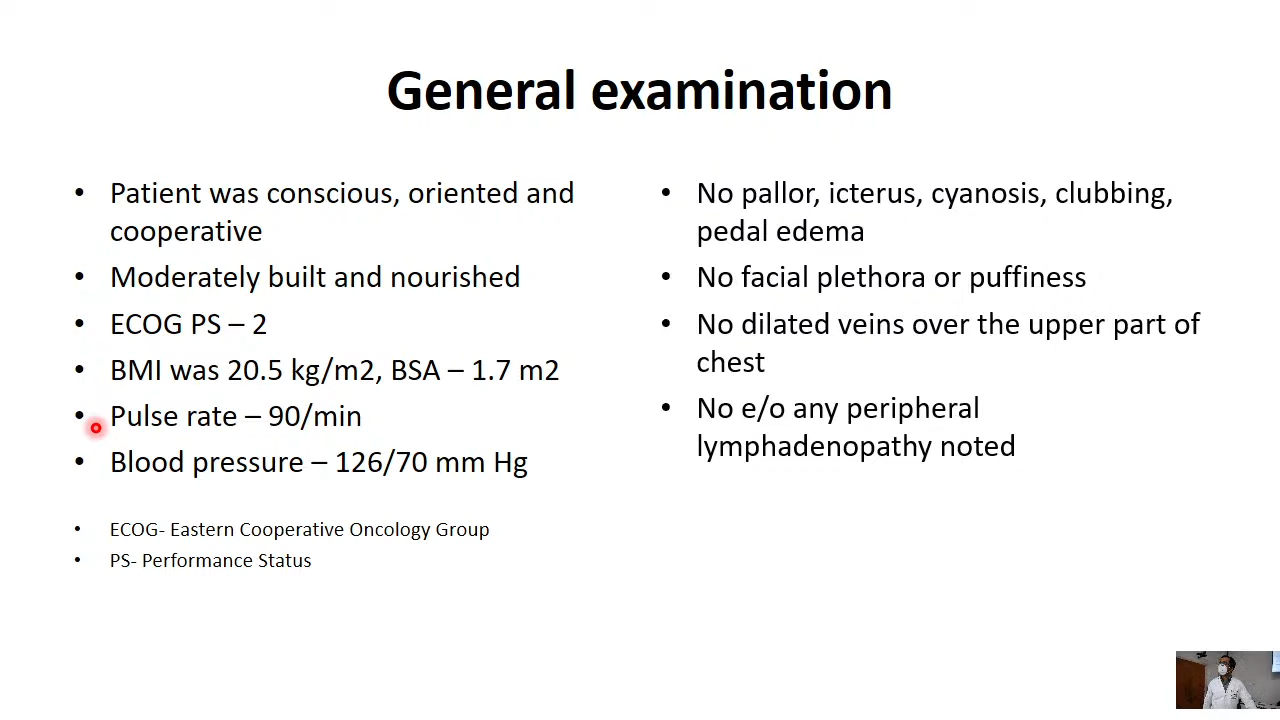 General examination
• Patient was conscious, oriented and
cooperative
• Moderately built and nourished
• ECOG PS – 2
• BMI was 20.5 kg/m2, BSA – 1.7 m2
• Pulse rate – 90/min
• Blood pressure – 126/70 mm Hg
• ECOG- Eastern Cooperative Oncology Group
• PS- Performance Status
• No pallor, icterus, cyanosis, clubbing,
pedal edema
• No facial plethora or puffiness
• No dilated veins over the upper part of
chest
• No e/o any peripheral
lymphadenopathy noted